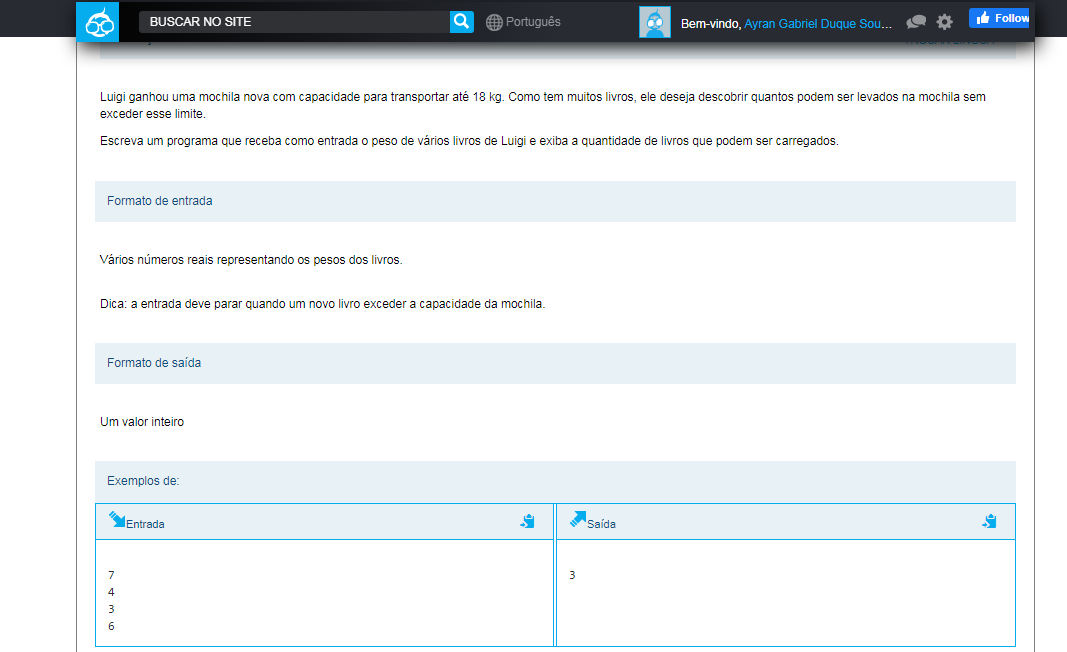 BUSCAR NO SITE
Português
Bem-vindo, Ayran Gabriel Duque Sou...
Follow
Luigi ganhou uma mochila nova com capacidade para transportar até 18 kg. Como tem muitos livros, ele deseja descobrir quantos podem ser levados na mochila sem
exceder esse limite.
Escreva um programa que receba como entrada o peso de vários livros de Luigi e exiba a quantidade de livros que podem ser carregados.
Formato de entrada
Vários números reais representando os pesos dos livros.
Dica: a entrada deve parar quando um novo livro exceder a capacidade da mochila.
Formato de saída
Um valor inteiro
Exemplos de:
Entrada
Saída
7
3
4
3
6